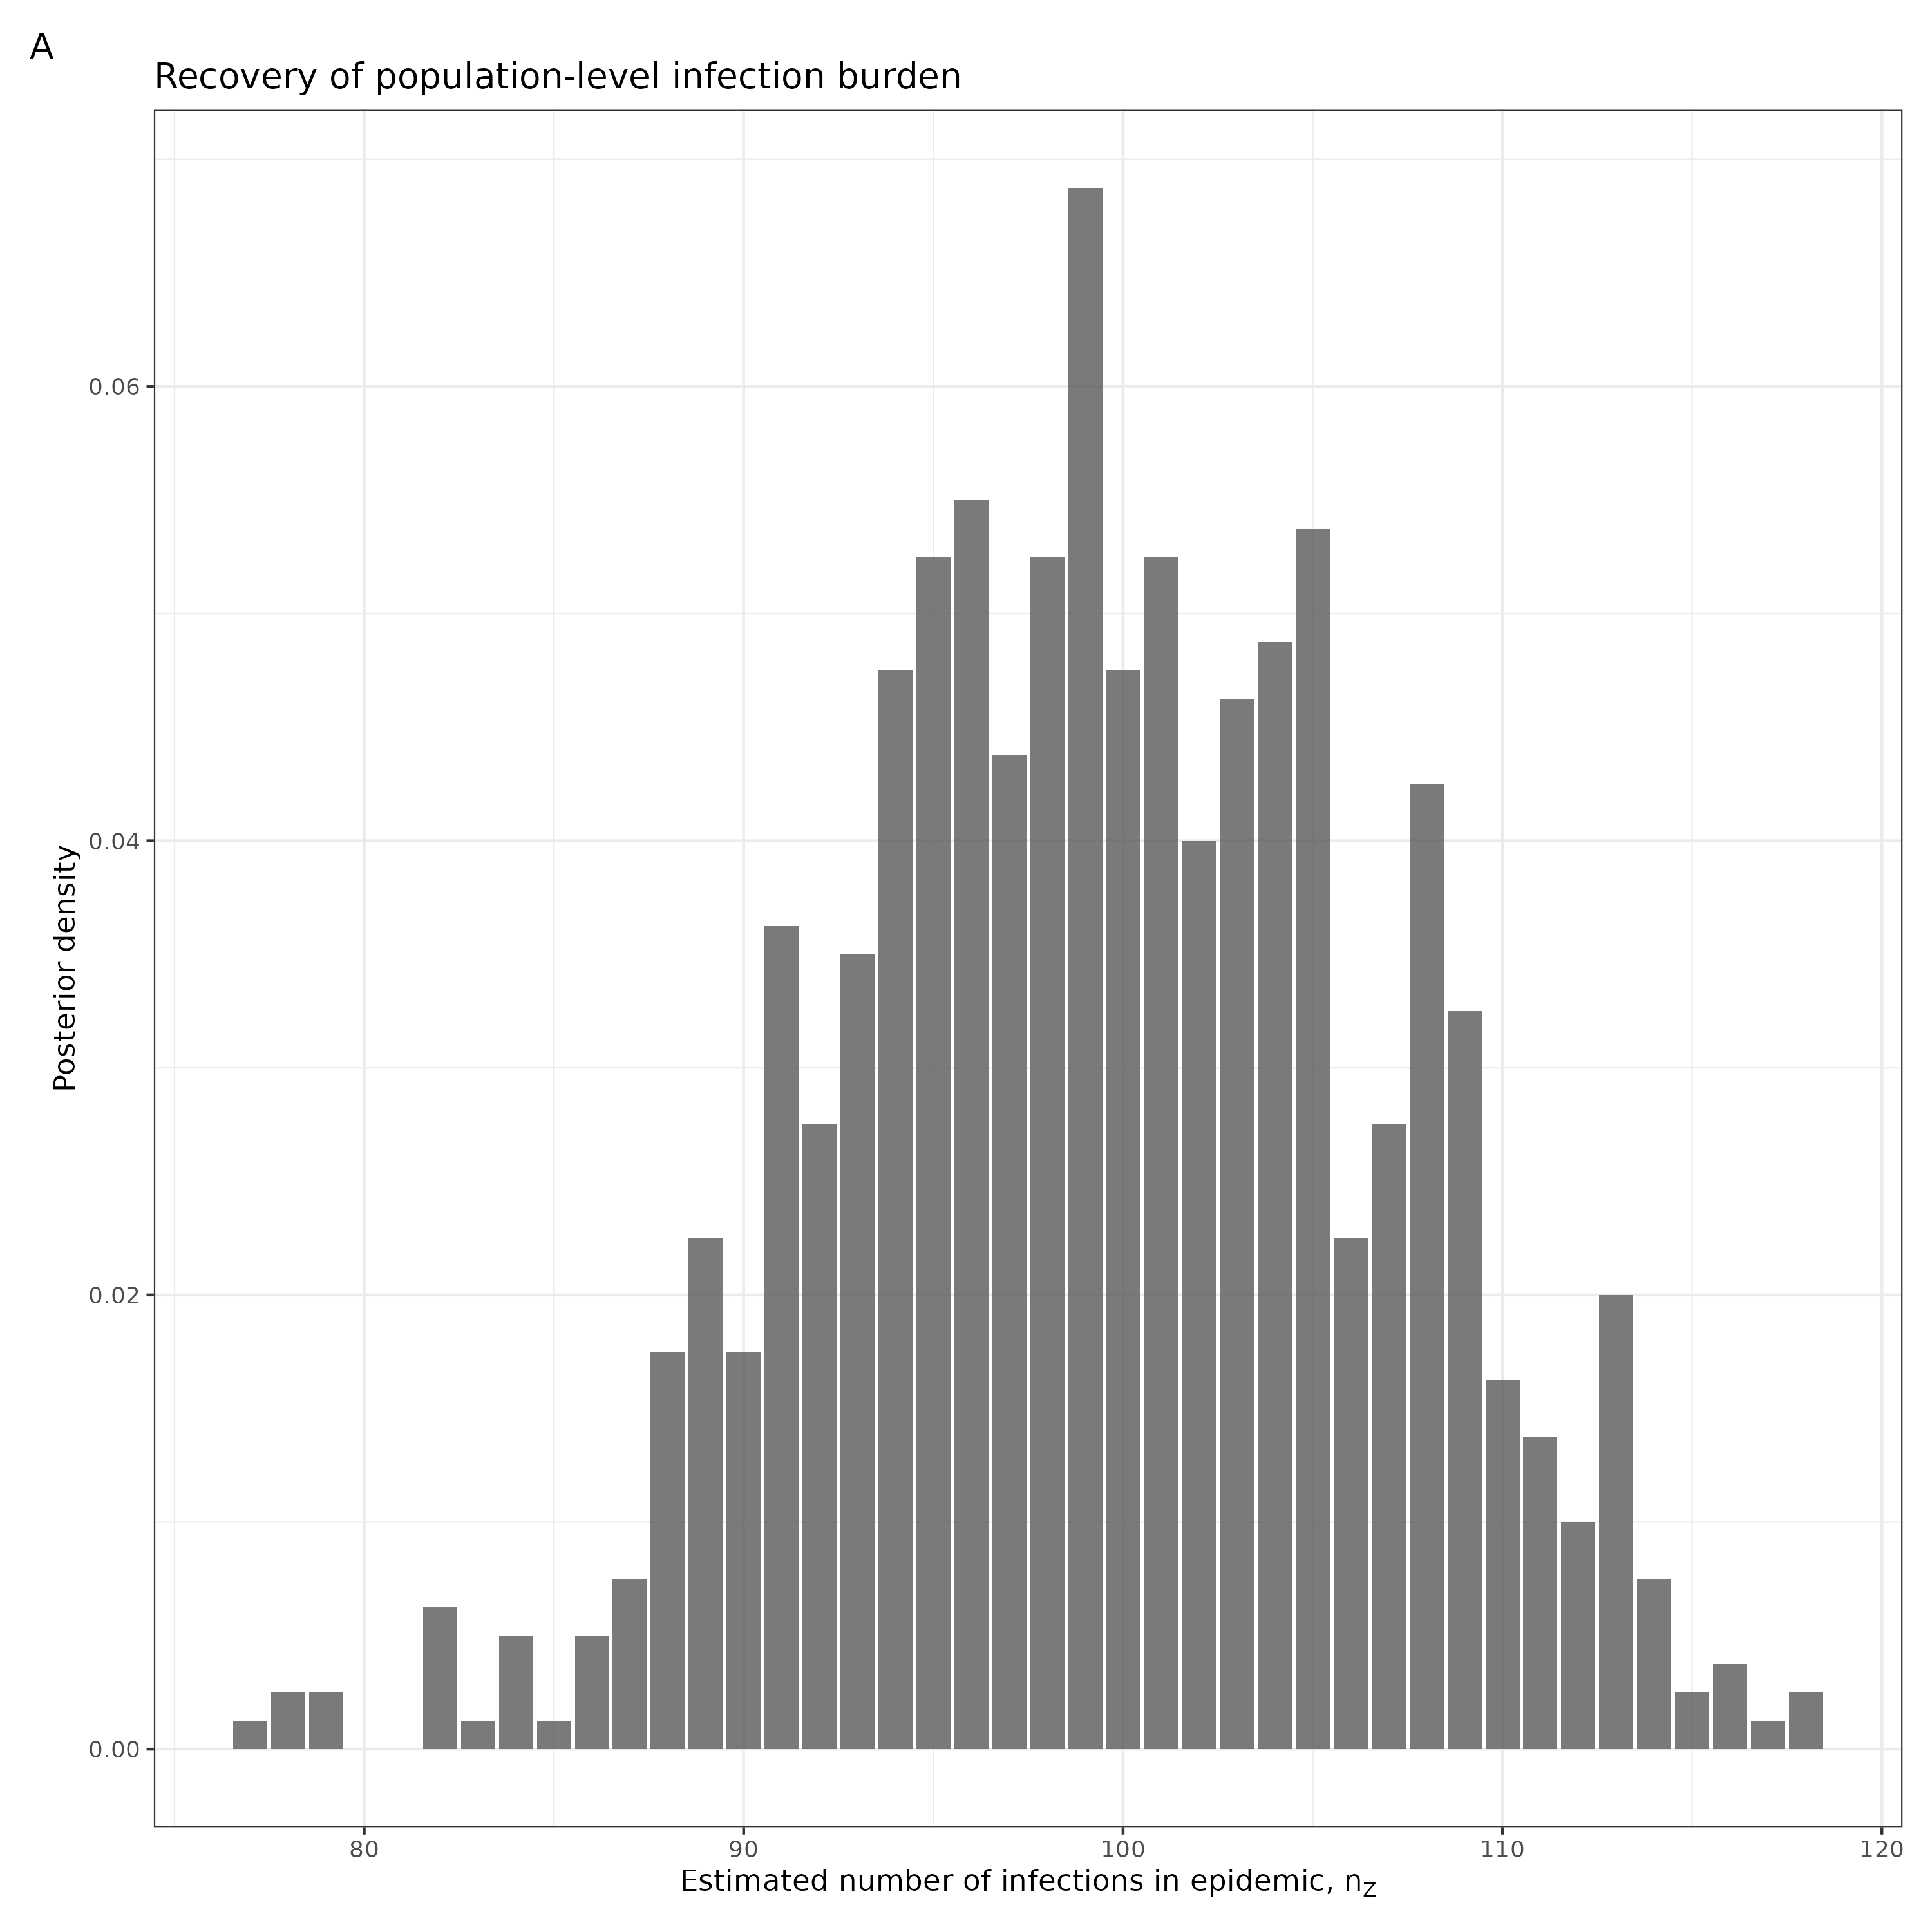 A
Recovery of population-level infection burden
0.06
0.04
0.02
0.00
Posterior density
80 90 100 110 120
Estimated number of infections in epidemic, nZ